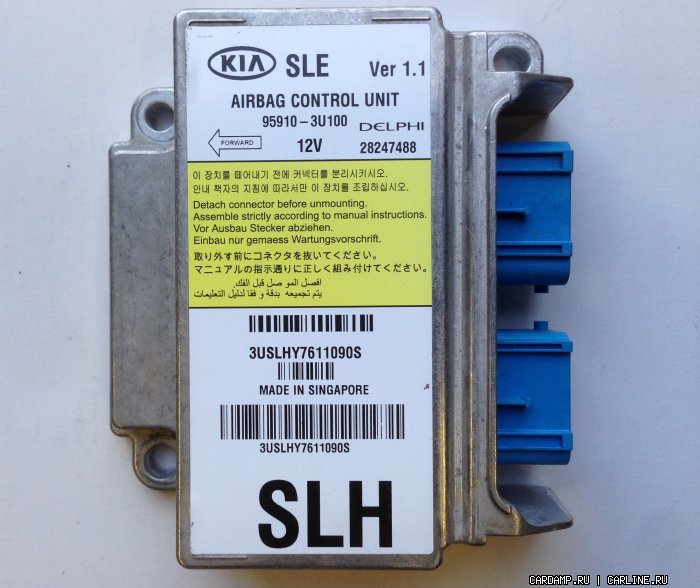 KIA SLE Ver 1.1
AIRBAG CONTROL UNIT
95910-3U100 DELPHI
FORWARD 12V 28247488
이 장치를 떼어내기 전에 커넥터를 분리시키시오.
안내 책자의 지침에 따라서만 이 장치를 조립하십시오.
Detach connector before unmounting.
Assemble strictly according to manual instructions.
Vor Ausbau Stecker abziehen.
Einbau nur gemaess Wartungsvorschrift.
取り外す前にコネクタを抜いてください。
マニュアルの指示通りに正しく組み付けてください。
افصل الموصل قبل الفك,
يتم تجميعه بدقة و فقا لدليل التعليمات
3USLHY7611090S
MADE IN SINGAPORE
3USLHY7611090S
SLH
CARDAMP.RU | CARLINE.RU